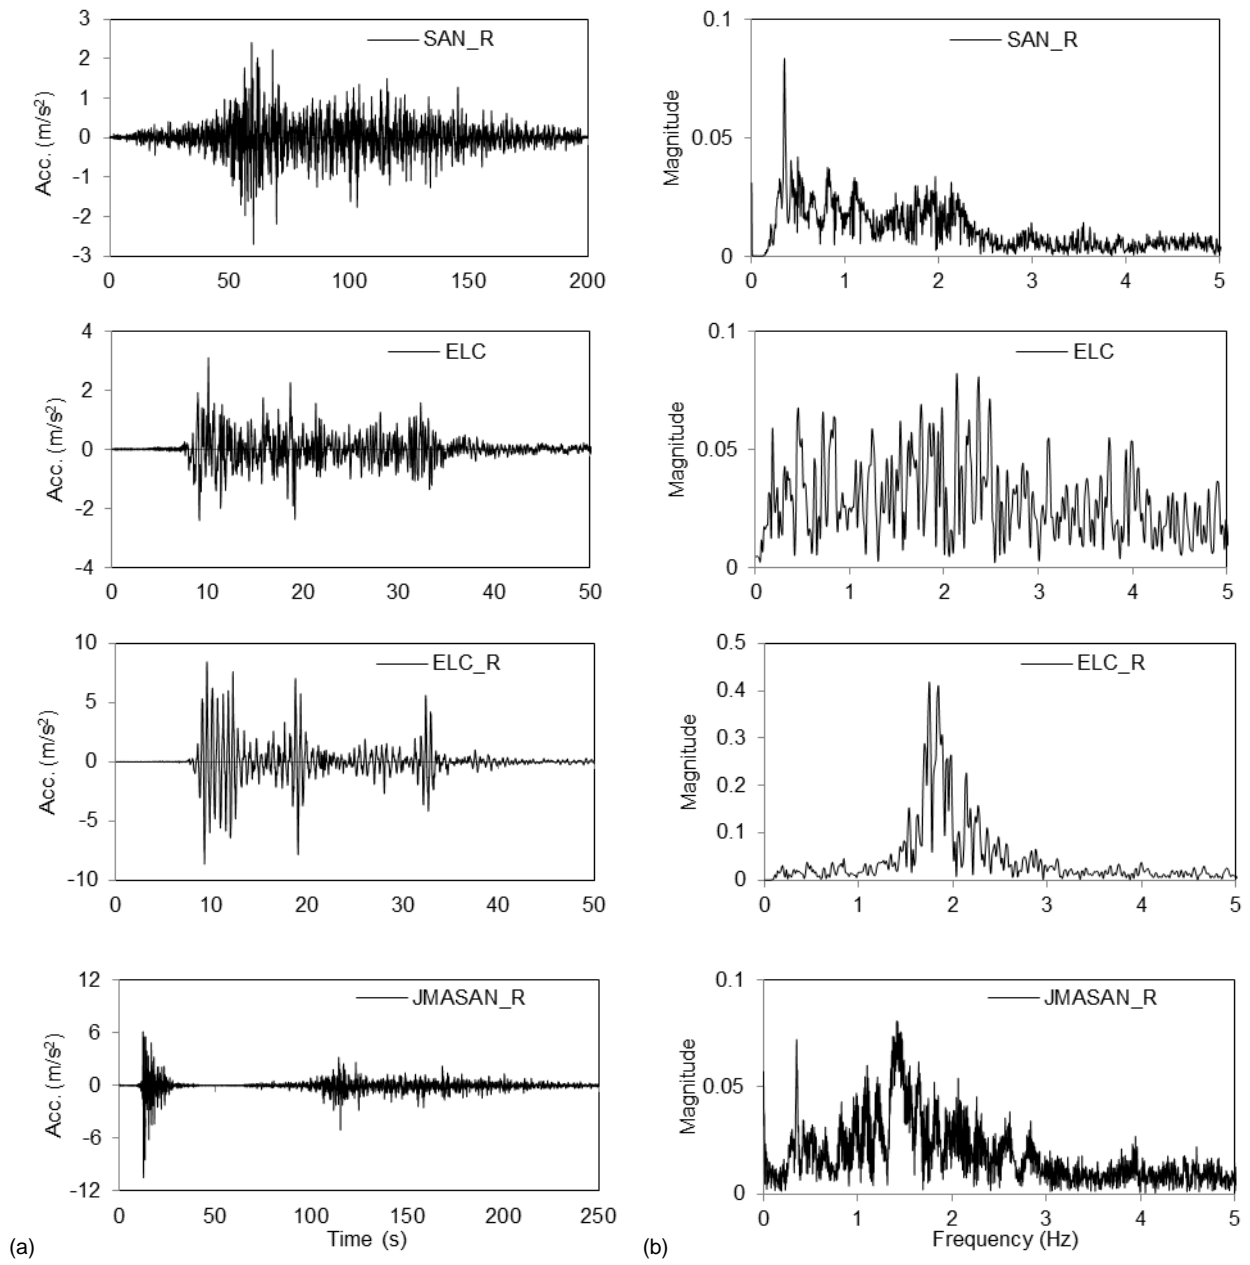 3
2
1
0
-1
-2
-3
Acc. (m/s²)
SAN_R
0 50 100 150 200
0.1
0.05
0
Magnitude
SAN_R
0 1 2 3 4 5
4
2
0
-2
-4
Acc. (m/s²)
ELC
0 10 20 30 40 50
0.1
0.05
0
Magnitude
ELC
0 1 2 3 4 5
10
5
0
-5
-10
Acc. (m/s²)
ELC_R
0 10 20 30 40 50
0.5
0.4
0.3
0.2
0.1
0
Magnitude
ELC_R
0 1 2 3 4 5
12
6
0
-6
-12
Acc. (m/s²)
JMASAN_R
0 50 100 150 200 250
Time (s)
(a)
0.1
0.05
0
Magnitude
JMASAN_R
0 1 2 3 4 5
Frequency (Hz)
(b)